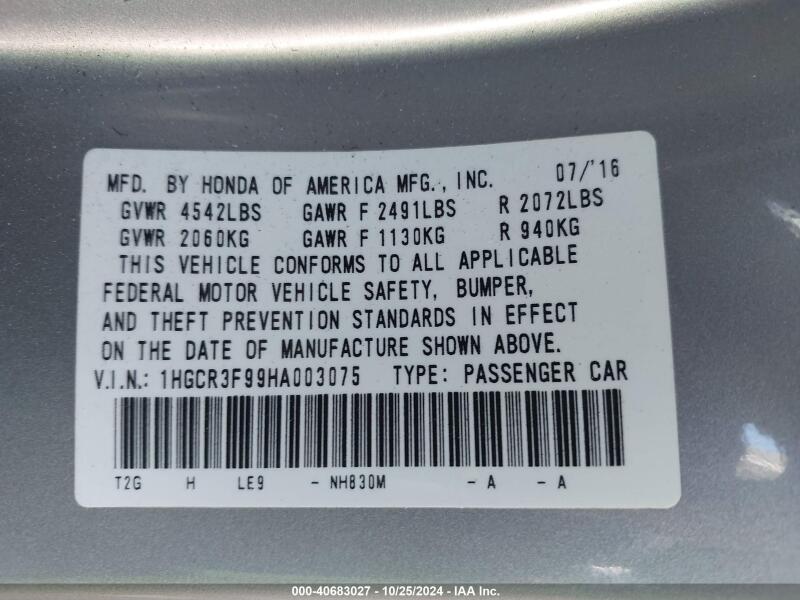 MFD. BY HONDA OF AMERICA MFG., INC. 07/'16
GVWR 4542LBS GAWR F 2491LBS R 2072LBS
GVWR 2060KG GAWR F 1130KG R 940KG
THIS VEHICLE CONFORMS TO ALL APPLICABLE
FEDERAL MOTOR VEHICLE SAFETY, BUMPER,
AND THEFT PREVENTION STANDARDS IN EFFECT
ON THE DATE OF MANUFACTURE SHOWN ABOVE.
V.I.N.: 1HGCR3F99HA003075 TYPE: PASSENGER CAR
T2G H LE9 - NH830M - A - A
000-40683027 - 10/25/2024 - IAA Inc.